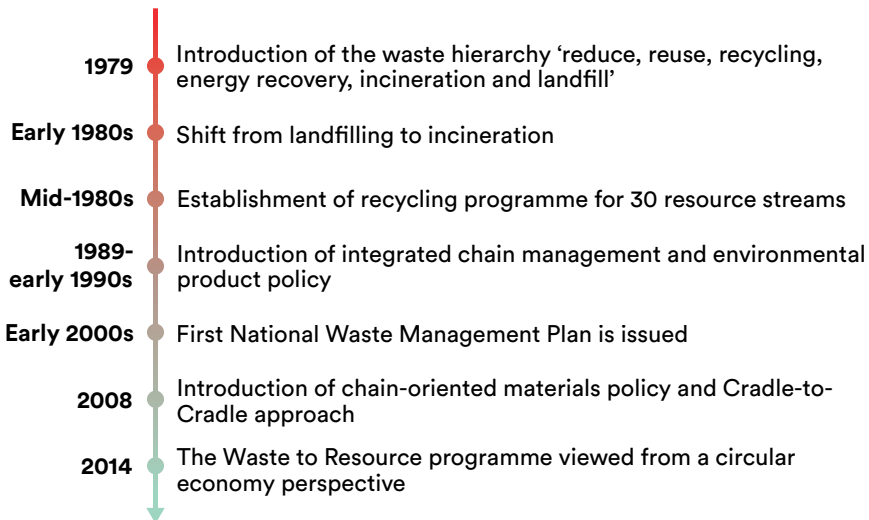 1979
Introduction of the waste hierarchy ‘reduce, reuse, recycling,
energy recovery, incineration and landfill’
Early 1980s
Shift from landfilling to incineration
Mid-1980s
Establishment of recycling programme for 30 resource streams
1989-
early 1990s
Introduction of integrated chain management and environmental
product policy
Early 2000s
First National Waste Management Plan is issued
2008
Introduction of chain-oriented materials policy and Cradle-to-
Cradle approach
2014
The Waste to Resource programme viewed from a circular
economy perspective